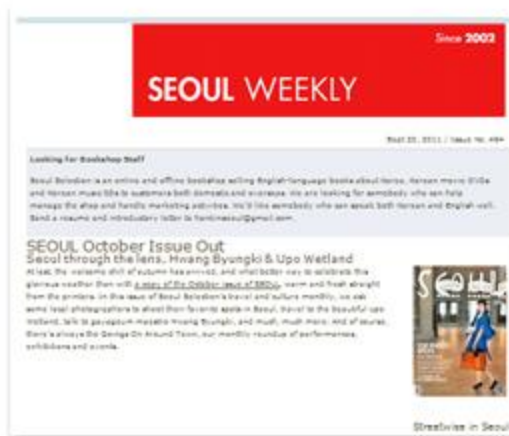 Since 2002
SEOUL WEEKLY
Sept 20, 2011 / Issue No. 484
Looking for Bookshop Staff
Seoul Selection is an online and offline bookshop selling English-language books about Korea, Korean movie DVDs
and Korean music CDs to customers both domestic and overseas. We are looking for somebody who can help
manage the shop and handle marketing activities. We'd like somebody who can speak both Korean and English well.
Send a resume and introductory letter to
SEOUL October Issue Out
Seoul through the lens, Hwang Byungki & Upo Wetland
At last, the welcome chill of autumn has arrived, and what better way to celebrate this
glorious weather than with a copy of the October issue of SEOUL, warm and fresh straight
from the printers. In this issue of Seoul Selection's travel and culture monthly, we ask
some local photographers to shoot their favorite spots in Seoul, travel to the beautiful Upo
Wetland, talk to gayageum maestro Hwang Byungki, and much, much more. And of course,
there's always the Goings On Around Town, our monthly roundup of performances,
exhibitions and events.
SEOUL
Streetwise in Seoul